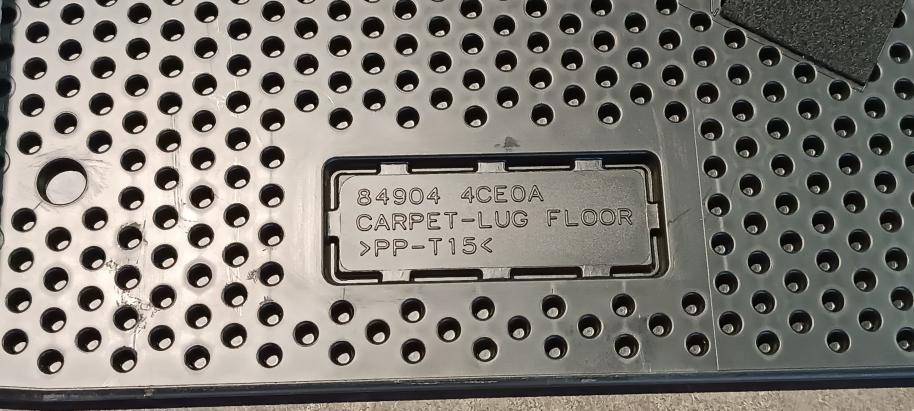 84904 4CE0A
CARPET-LUG FLOOR
>PP-T15<